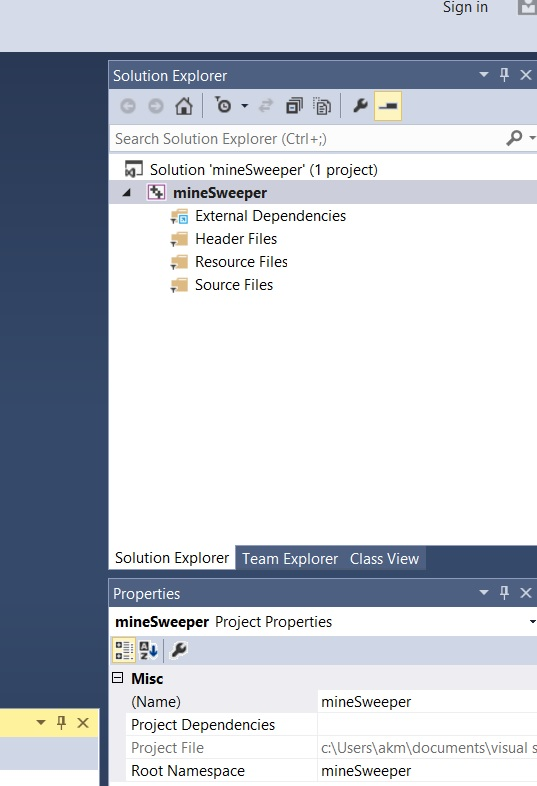 Sign in
Solution Explorer
Search Solution Explorer (Ctrl+;)
Solution 'mineSweeper' (1 project)
mineSweeper
External Dependencies
Header Files
Resource Files
Source Files
Solution Explorer Team Explorer Class View
Properties
mineSweeper Project Properties
Misc
(Name) mineSweeper
Project Dependencies
Project File c:\Users\akm\documents\visual s
Root Namespace mineSweeper